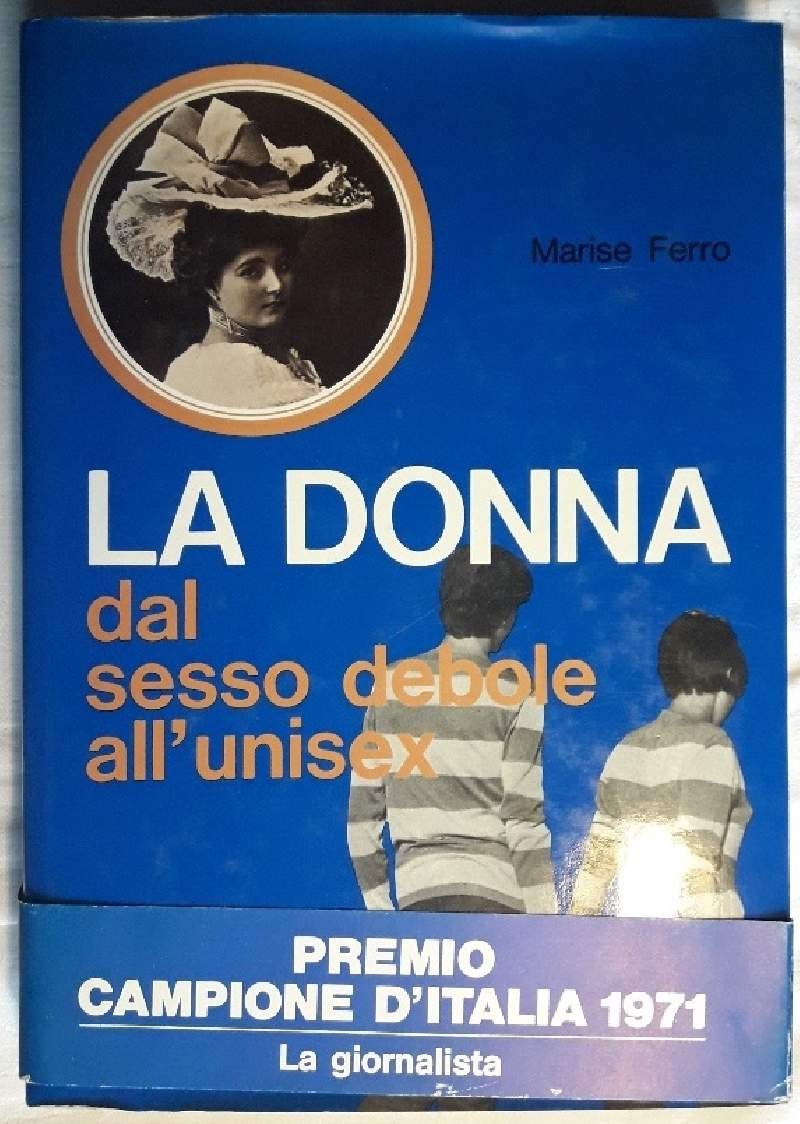 Marise Ferro
LA DONNA
dal
sesso debole
all'unisex
PREMIO
CAMPIONE D'ITALIA 1971
La giornalista